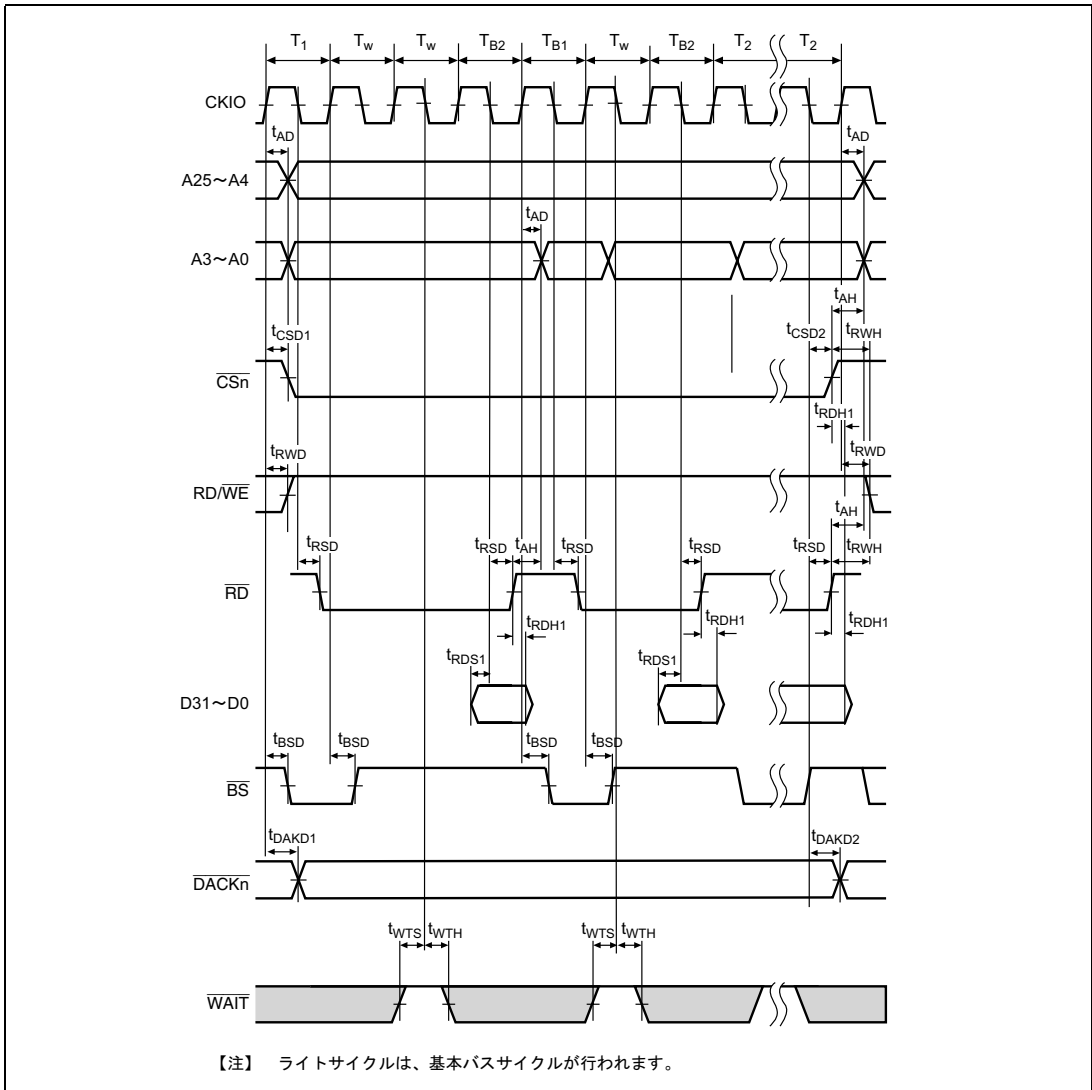 T1 Tw Tw TB2 TB1 Tw TB2 T2 T2
CKIO
tAD tAD
A25～A4
tAD
A3～A0
tAH
tCSD1 tCSD2 tRWH
CSn
tRDH1
tRWD tRWD
RD/WE
tAH
tRSD tRSD tAH tRSD tRSD tRSD tRWH
RD
tRDH1 tRDH1 tRDH1
tRDS1 tRDS1
D31～D0
tBSD tBSD tBSD tBSD
BS
tDAKD1 tDAKD2
DACKn
tWTS tWTH tWTS tWTH
WAIT
【注】 ライトサイクルは、基本バスサイクルが行われます。